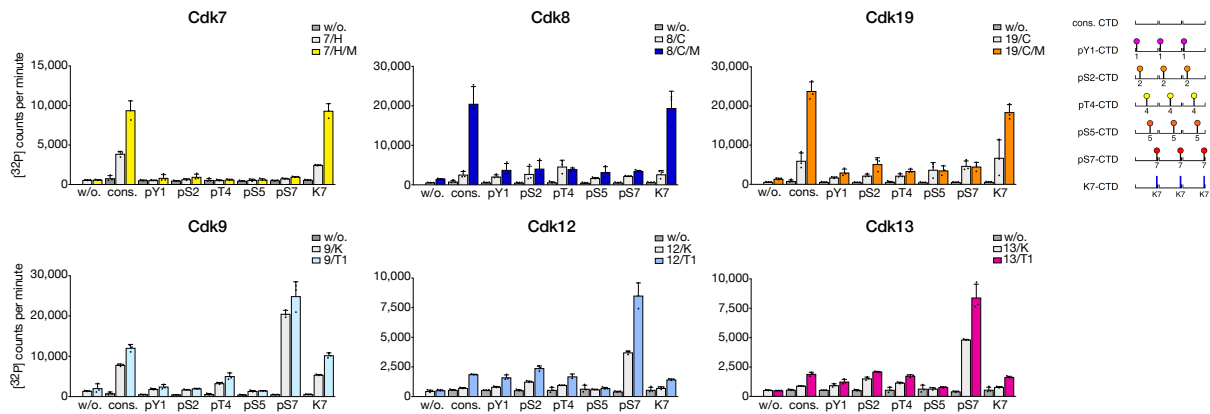 Cdk7
w/o.
7/H
7/H/M
[32P] counts per minute
15,000
10,000
5,000
0
w/o. cons. pY1 pS2 pT4 pS5 pS7 K7
Cdk8
w/o.
8/C
8/C/M
30,000
20,000
10,000
0
w/o. cons. pY1 pS2 pT4 pS5 pS7 K7
Cdk19
w/o.
19/C
19/C/M
30,000
20,000
10,000
0
w/o. cons. pY1 pS2 pT4 pS5 pS7 K7
cons. CTD
pY1-CTD
1 1 1
pS2-CTD
2 2 2
pT4-CTD
4 4 4
pS5-CTD
5 5 5
pS7-CTD
7 7 7
K7-CTD
K7 K7 K7
Cdk9
w/o.
9/K
9/T1
[32P] counts per minute
30,000
20,000
10,000
0
w/o. cons. pY1 pS2 pT4 pS5 pS7 K7
Cdk12
w/o.
12/K
12/T1
10,000
7,500
5,000
2,500
0
w/o. cons. pY1 pS2 pT4 pS5 pS7 K7
Cdk13
w/o.
13/K
13/T1
10,000
7,500
5,000
2,500
0
w/o. cons. pY1 pS2 pT4 pS5 pS7 K7